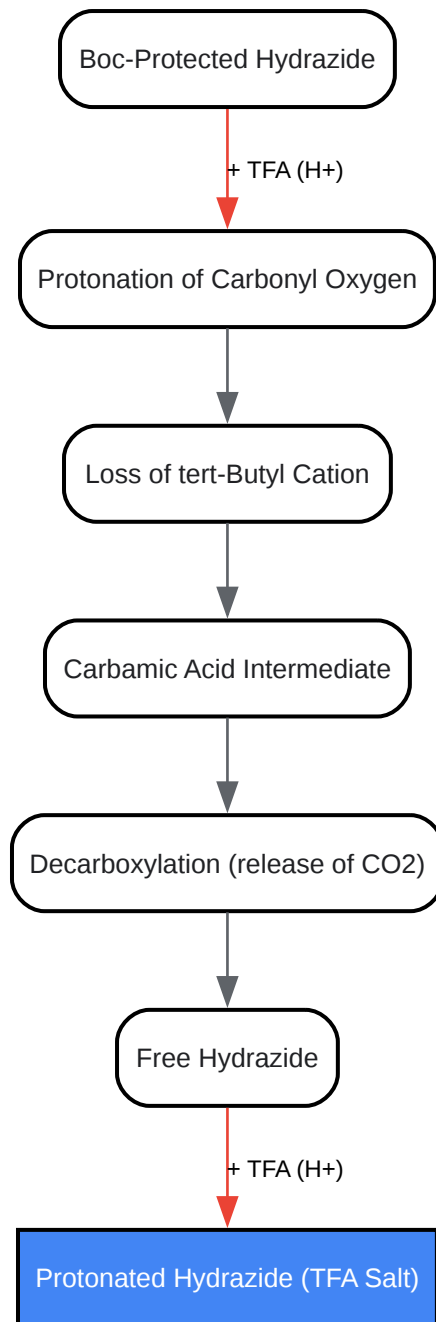 Boc-Protected Hydrazide
+ TFA (H+)
Protonation of Carbonyl Oxygen
Loss of tert-Butyl Cation
Carbamic Acid Intermediate
Decarboxylation (release of CO2)
Free Hydrazide
+ TFA (H+)
Protonated Hydrazide (TFA Salt)